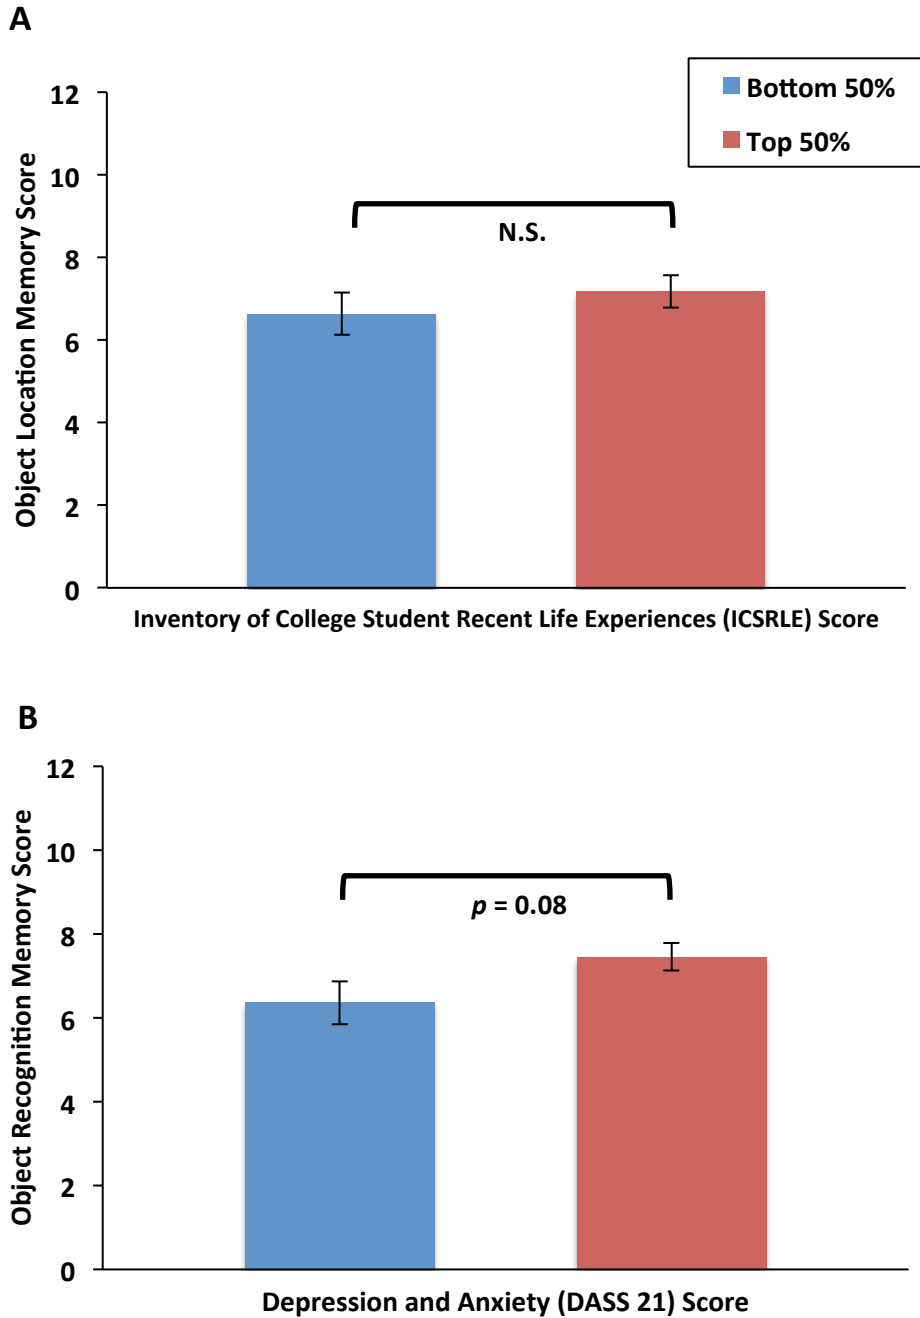 A
Bottom 50%
Top 50%
12
10
8
6
4
2
0
Object Location Memory Score
N.S.
Inventory of College Student Recent Life Experiences (ICSRLE) Score
B
12
10
8
6
4
2
0
Object Recognition Memory Score
p = 0.08
Depression and Anxiety (DASS 21) Score